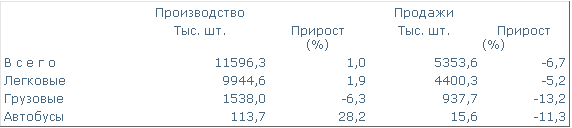 Производство Продажи
Тыс. шт. Прирост Тыс. шт. Прирост
(%) (%)
В с е г о 11596,3 1,0 5353,6 -6,7
Легковые 9944,6 1,9 4400,3 -5,2
Грузовые 1538,0 -6,3 937,7 -13,2
Автобусы 113,7 28,2 15,6 -11,3